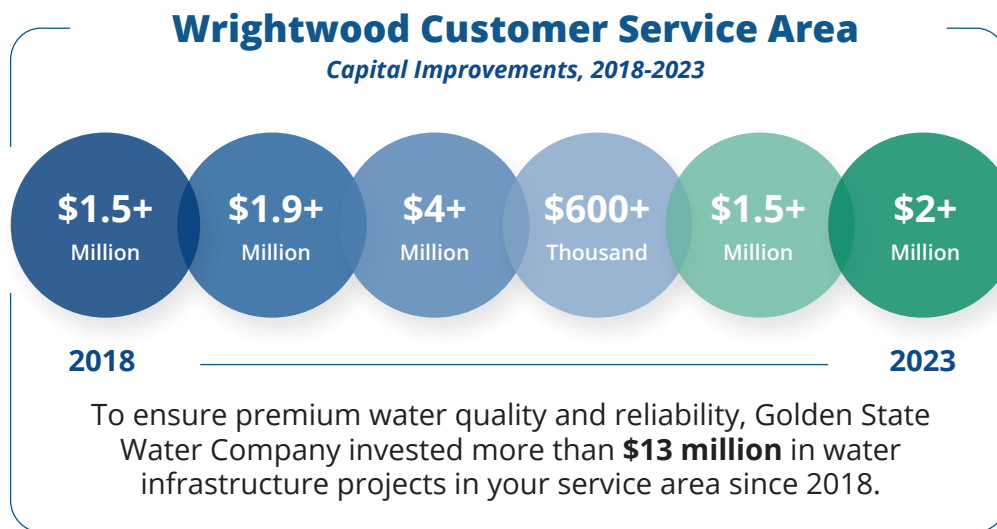 Wrightwood Customer Service Area
Capital Improvements, 2018-2023
$1.5+
Million
$1.9+
Million
$4+
Million
$600+
Thousand
$1.5+
Million
$2+
Million
2018
2023
To ensure premium water quality and reliability, Golden State
Water Company invested more than $13 million in water
infrastructure projects in your service area since 2018.